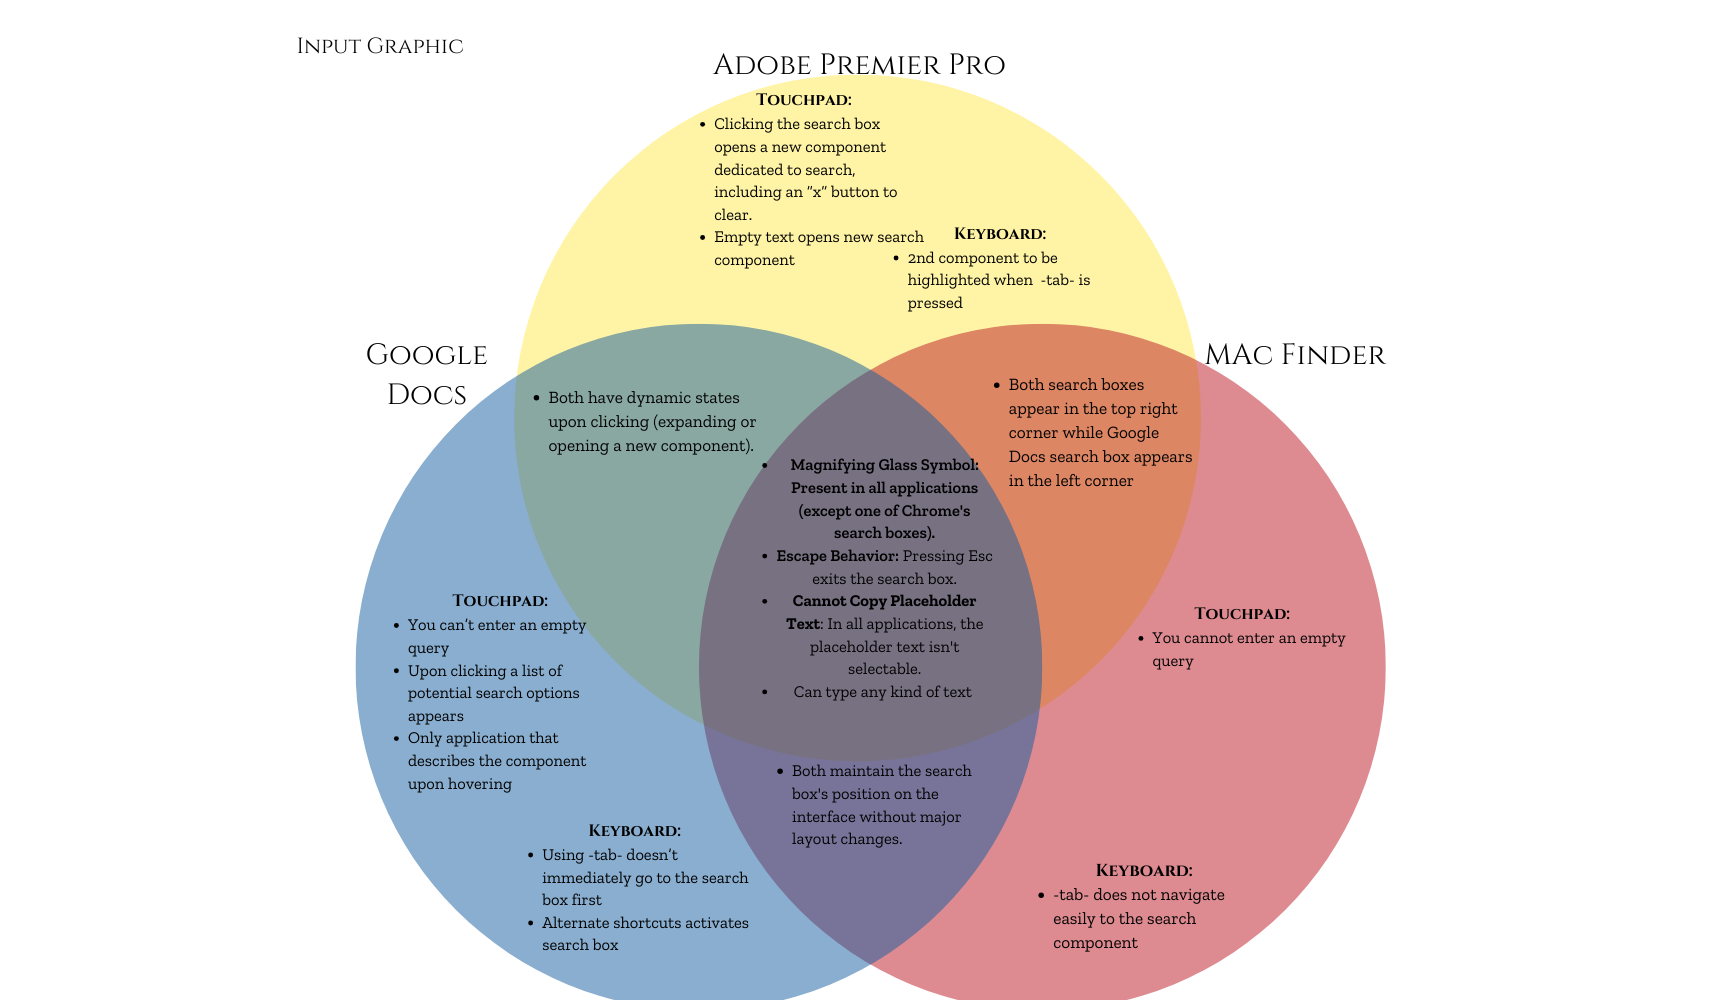 Input Graphic
Adobe Premier Pro
Touchpad:
• Clicking the search box
opens a new component
dedicated to search,
including an "x" button to
clear.
• Empty text opens new search
component
Keyboard:
• 2nd component to be
highlighted when -tab- is
pressed
Google
Docs
MAc Finder
• Both have dynamic states
upon clicking (expanding or
opening a new component).
• Both search boxes
appear in the top right
corner while Google
Docs search box appears
in the left corner
• Magnifying Glass Symbol:
Present in all applications
(except one of Chrome's
search boxes).
• Escape Behavior: Pressing Esc
exits the search box.
• Cannot Copy Placeholder
Text: In all applications, the
placeholder text isn't
selectable.
• Can type any kind of text
Touchpad:
• You can't enter an empty
query
• Upon clicking a list of
potential search options
appears
• Only application that
describes the component
upon hovering
Touchpad:
• You cannot enter an empty
query
• Both maintain the search
box's position on the
interface without major
layout changes.
Keyboard:
• Using -tab- doesn't
immediately go to the search
box first
• Alternate shortcuts activates
search box
Keyboard:
• -tab- does not navigate
easily to the search
component